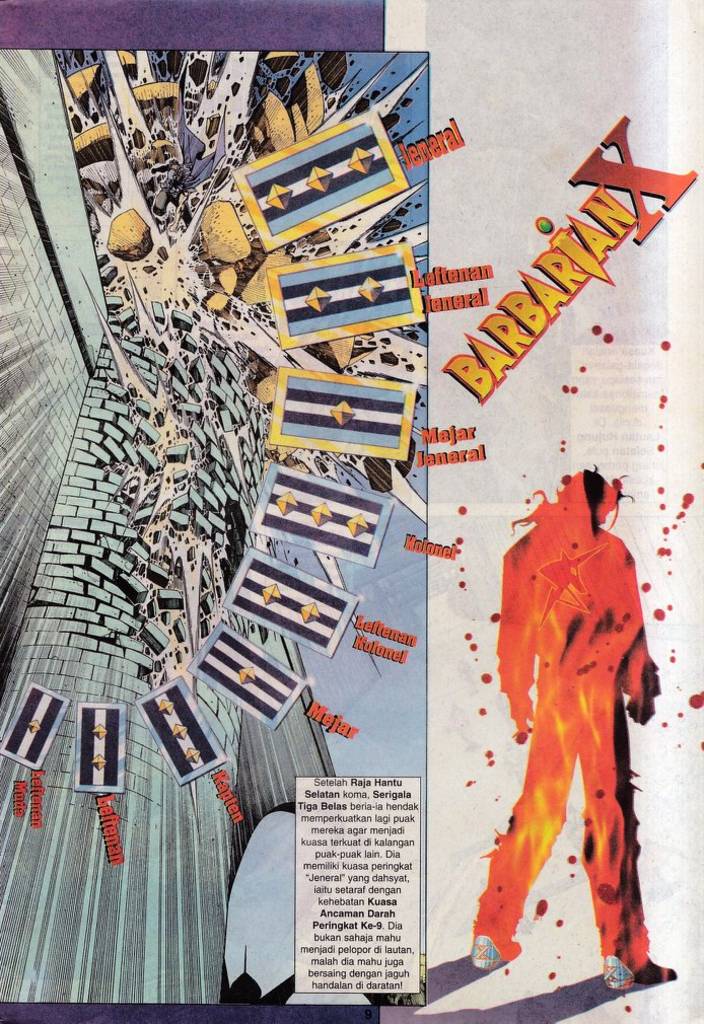 Jeneral
BARBARIAN X
Leftenan
Jeneral
Mejar
Jeneral
Kolonel
Leftenan
Kolonel
Mejar
Kapten
Leftenan
Leftenan
Muda
Setelah Raja Hantu
Selatan koma, Serigala
Tiga Belas beria-ia hendak
memperkuatkan lagi puak
mereka agar menjadi
kuasa terkuat di kalangan
puak-puak lain. Dia
memiliki kuasa peringkat
"Jeneral" yang dahsyat,
iaitu setaraf dengan
kehebatan Kuasa
Ancaman Darah
Peringkat Ke-9. Dia
bukan sahaja mahu
menjadi pelopor di lautan,
malah dia mahu juga
bersaing dengan jaguh
handalan di daratan!
9